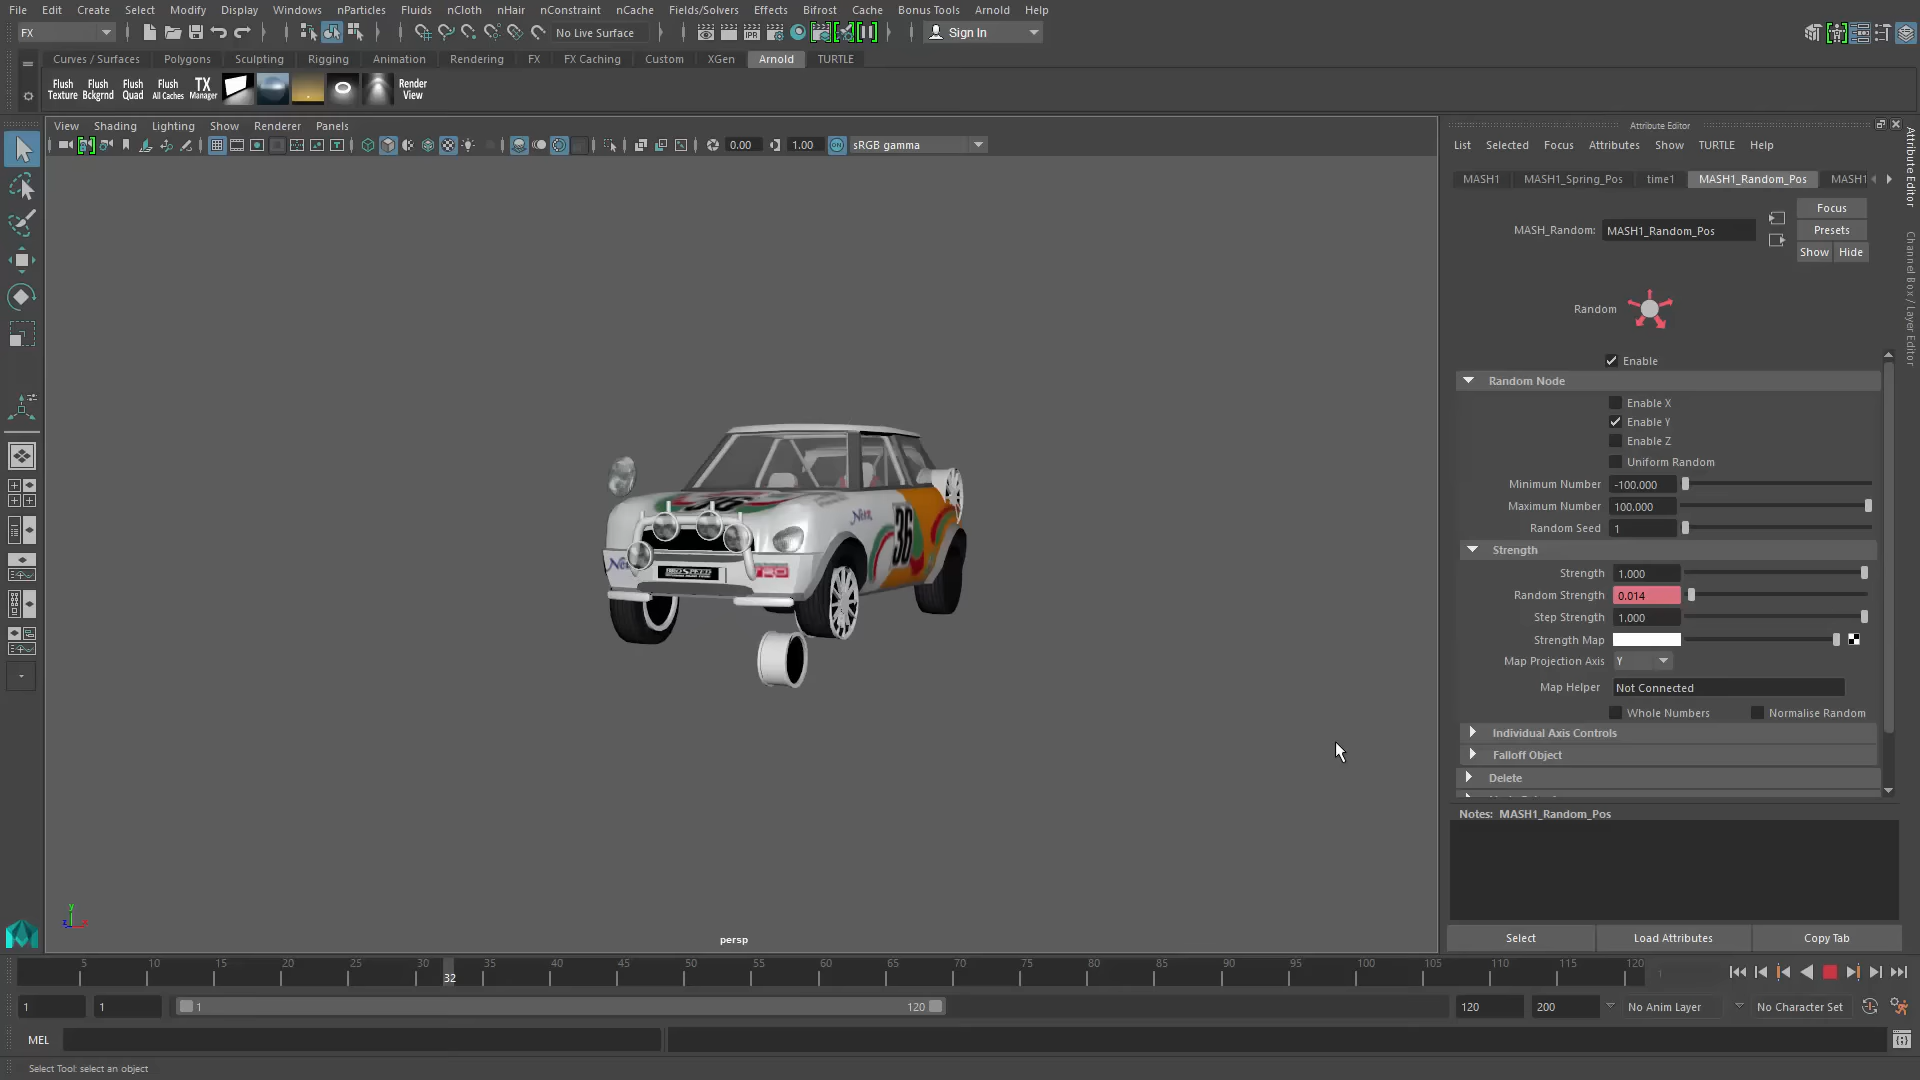 File Edit Create Select Modify Display Windows nParticles Fluids nCloth nHair nConstraint nCache Fields/Solvers Effects Bifrost Cache Bonus Tools Arnold Help
FX No Live Surface Sign In
Curves / Surfaces Polygons Sculpting Rigging Animation Rendering FX FX Caching Custom XGen Arnold TURTLE
Flush Texture Flush Bckgrnd Flush Quad Flush All Caches TX Manager Render View
View Shading Lighting Show Renderer Panels
0.00 1.00 sRGB gamma
36
Nico
persp
y
5 10 15 20 25 30 35 40 45 50 55 60 65 70 75 80 85 90 95 100 105 110 115 120
32
1 1 1 120 120 200 No Anim Layer No Character Set
MEL
Select Tool: select an object
Attribute Editor
List Selected Focus Attributes Show TURTLE Help
MASH1 MASH1_Spring_Pos time1 MASH1_Random_Pos MASH1
MASH_Random: MASH1_Random_Pos
Focus
Presets
Show Hide
Random
Enable
Random Node
Enable X
Enable Y
Enable Z
Uniform Random
Minimum Number -100.000
Maximum Number 100.000
Random Seed 1
Strength
Strength 1.000
Random Strength 0.014
Step Strength 1.000
Strength Map
Map Projection Axis Y
Map Helper Not Connected
Whole Numbers Normalise Random
Individual Axis Controls
Falloff Object
Delete
Notes: MASH1_Random_Pos
Select Load Attributes Copy Tab
Attribute Editor
Channel Box / Layer Editor